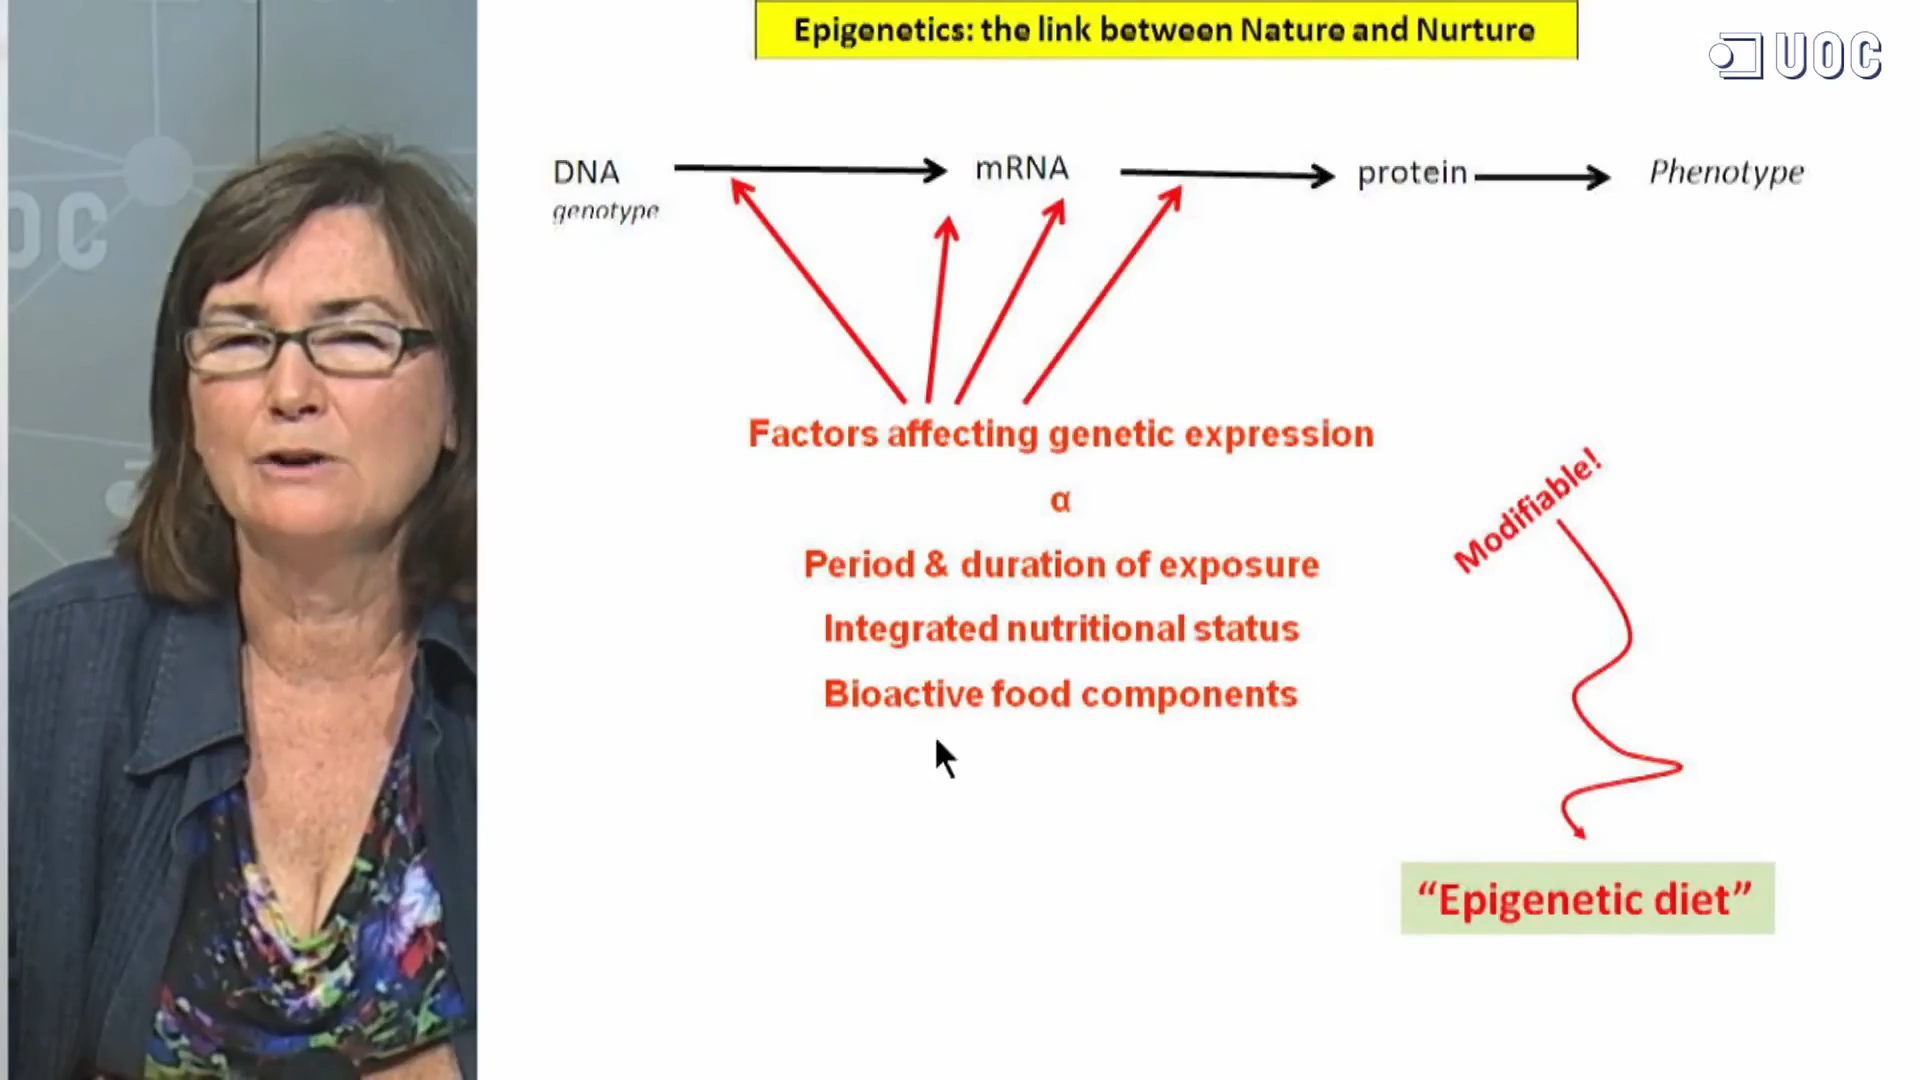 Epigenetics: the link between Nature and Nurture
UOC
DNA
genotype
mRNA
protein
Phenotype
Factors affecting genetic expression
α
Period & duration of exposure
Integrated nutritional status
Bioactive food components
Modifiable!
“Epigenetic diet”
OC